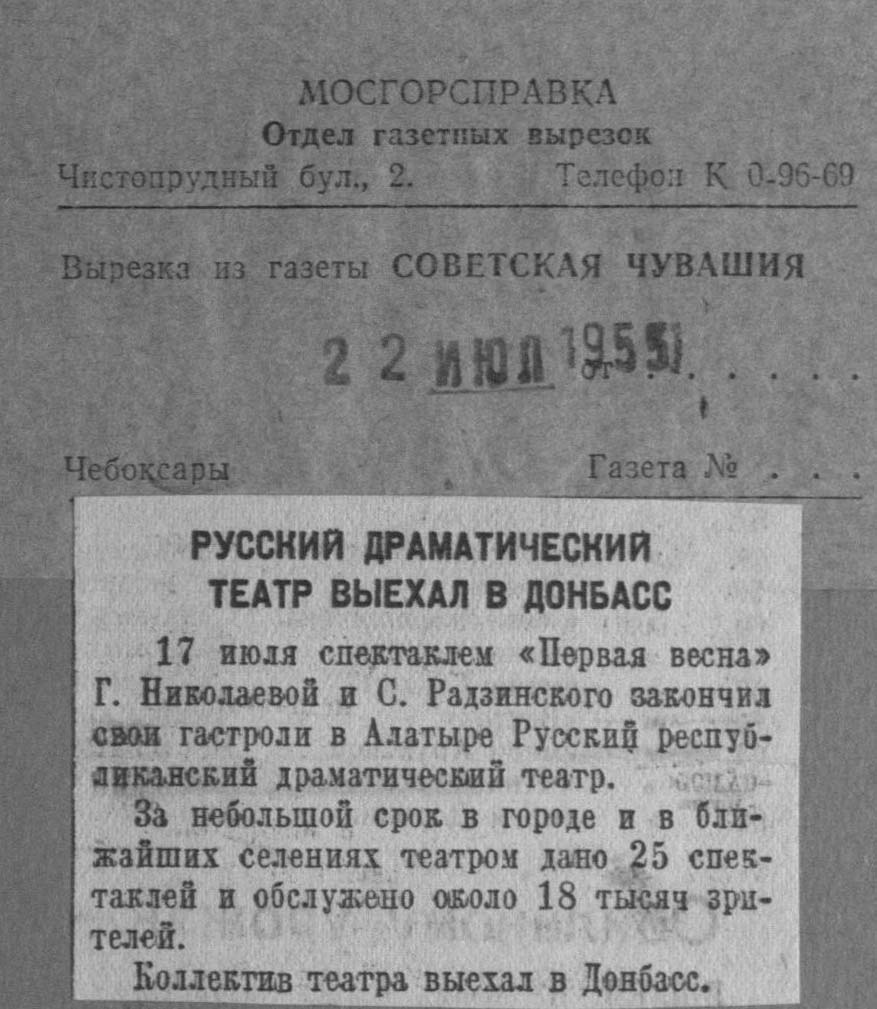 МОСГОРСПРАВКА
Отдел газетных вырезок
Чистопрудный бул., 2. Телефон К 0-96-69
Вырезка из газеты СОВЕТСКАЯ ЧУВАШИЯ
22 ИЮЛ 1955
от . . . . . .
Чебоксары Газета № . . .
РУССКИЙ ДРАМАТИЧЕСКИЙ
ТЕАТР ВЫЕХАЛ В ДОНБАСС
17 июля спектаклем «Первая весна»
Г. Николаевой и С. Радзинского закончил
свои гастроли в Алатыре Русский респуб-
ликанский драматический театр.
За небольшой срок в городе и в бли-
жайших селениях театром дано 25 спек-
таклей и обслужено около 18 тысяч зри-
телей.
Коллектив театра выехал в Донбасс.